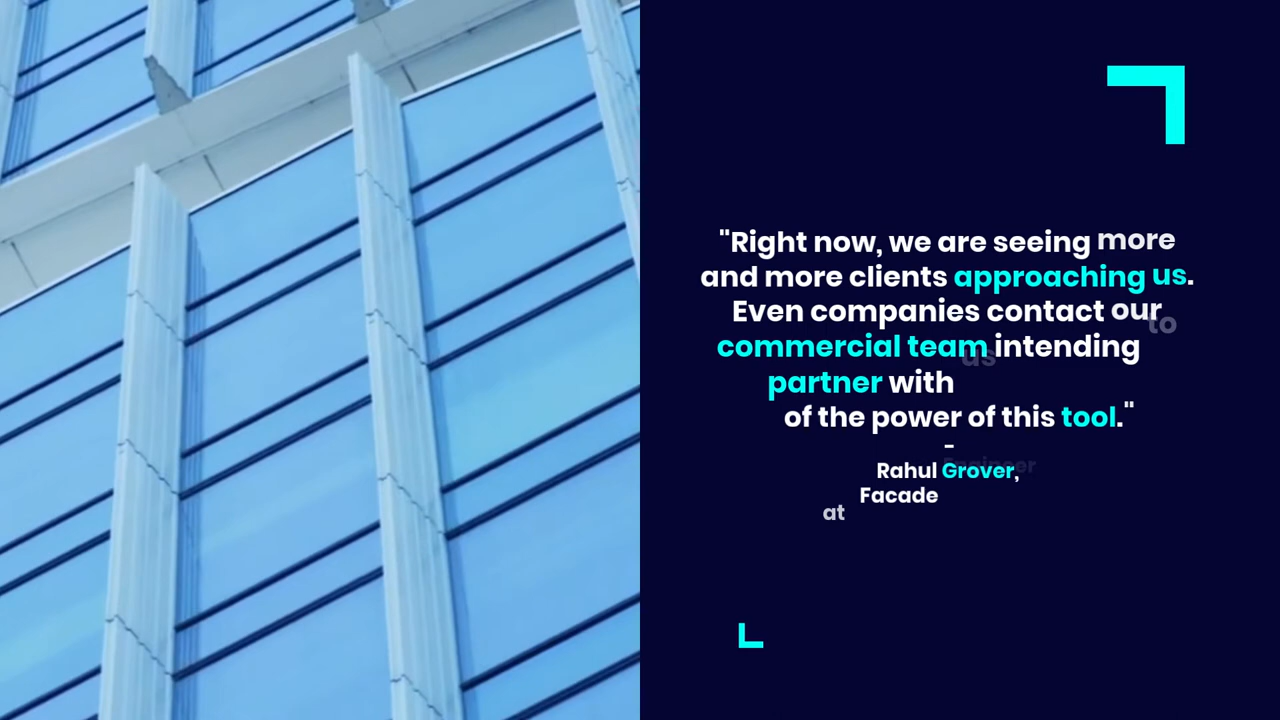 "Right now, we are seeing more
and more clients approaching us.
Even companies contact our
commercial team intending to
partner with us
of the power of this tool."
-
Rahul Grover,
Facade Engineer
at